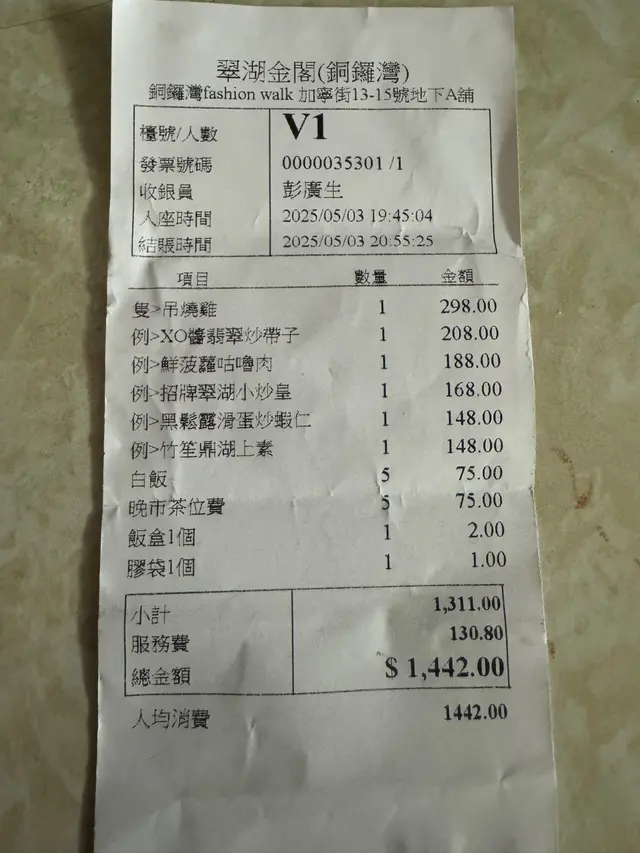 翠湖金閣(銅鑼灣)
銅鑼灣fashion walk 加寧街13-15號地下A舖
檯號/人數 V1
發票號碼 0000035301 /1
收銀員 彭廣生
入座時間 2025/05/03 19:45:04
結賬時間 2025/05/03 20:55:25
項目 數量 金額
隻>吊燒雞 1 298.00
例>XO醬翡翠炒帶子 1 208.00
例>鮮菠蘿咕嚕肉 1 188.00
例>招牌翠湖小炒皇 1 168.00
例>黑鬆露滑蛋炒蝦仁 1 148.00
例>竹笙鼎湖上素 1 148.00
白飯 5 75.00
晚市茶位費 5 75.00
飯盒1個 1 2.00
膠袋1個 1 1.00
小計 1,311.00
服務費 130.80
總金額 $ 1,442.00
人均消費 1442.00